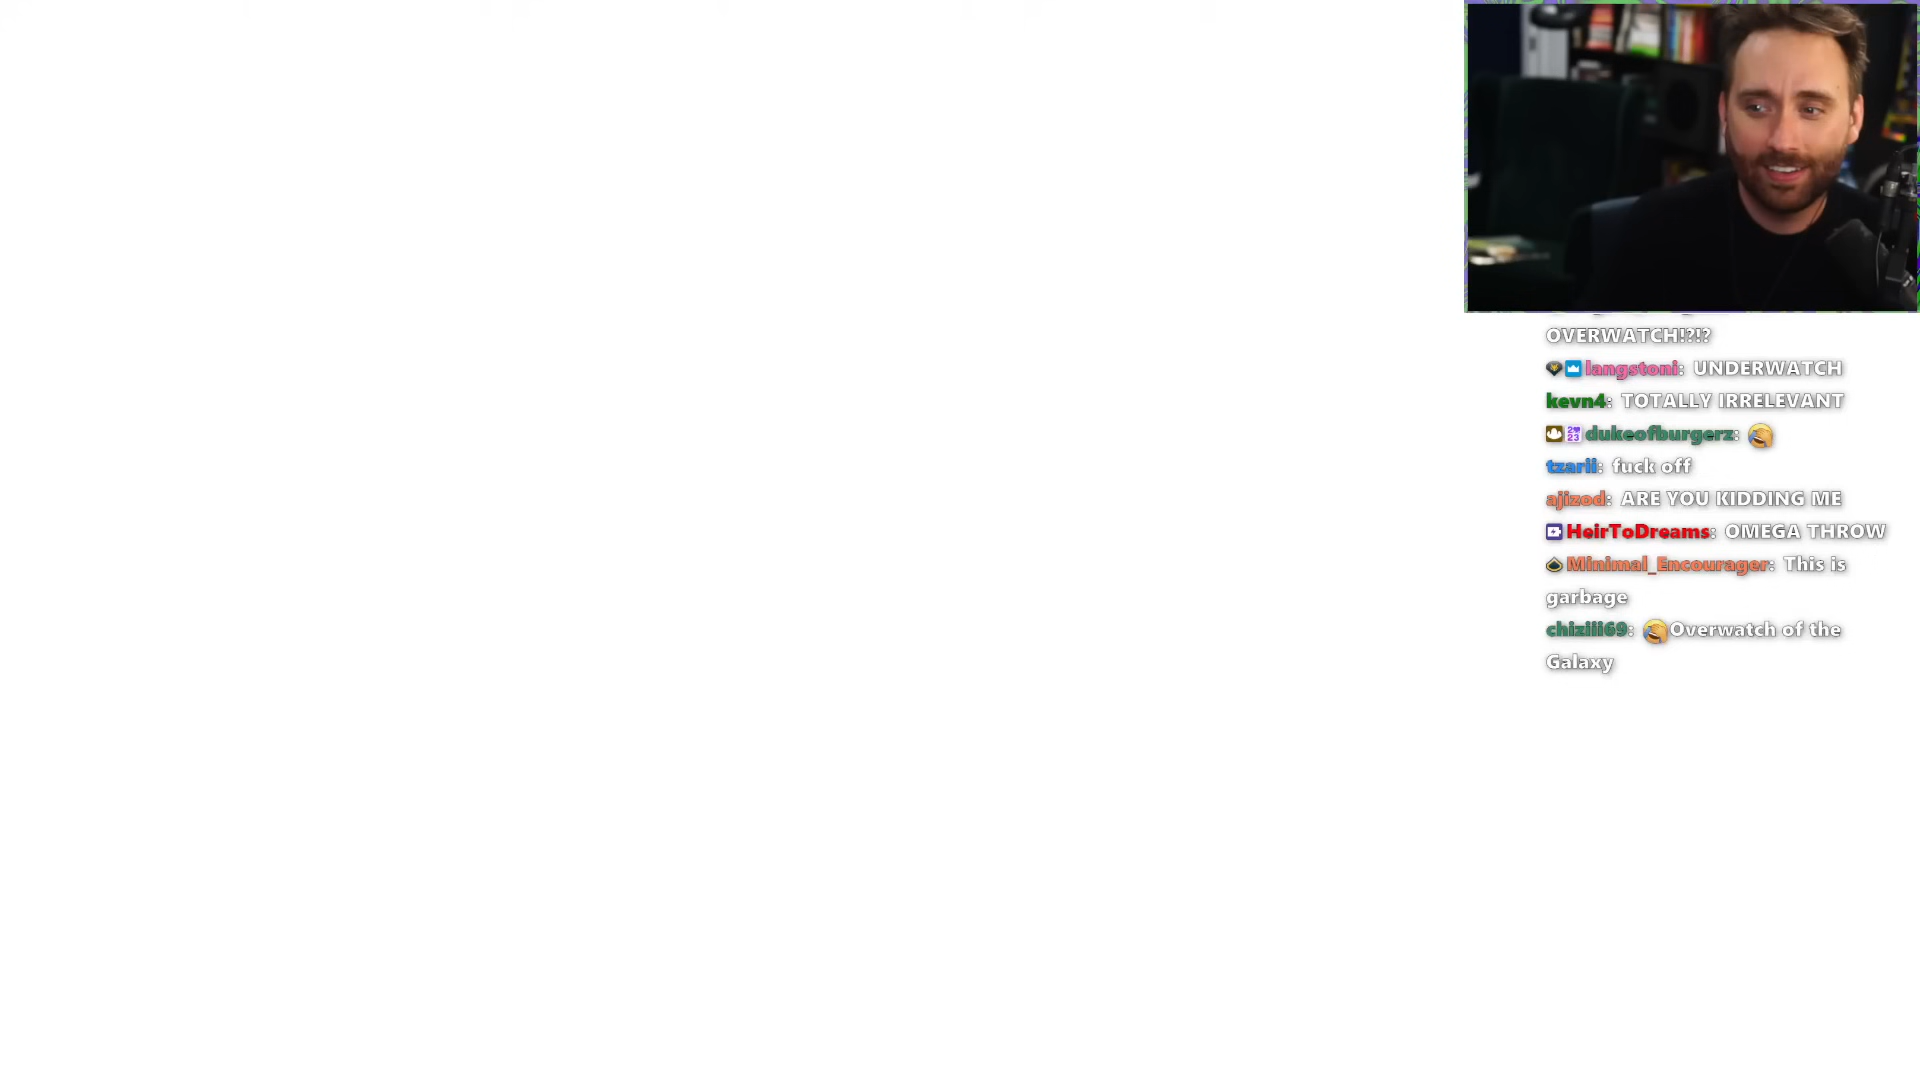 OVERWATCH!?!?
langstoni: UNDERWATCH
kevn4: TOTALLY IRRELEVANT
dukeofburgerz:
tzarii: fuck off
ajizod: ARE YOU KIDDING ME
HeirToDreams: OMEGA THROW
Minimal_Encourager: This is
garbage
chiziii69: Overwatch of the
Galaxy